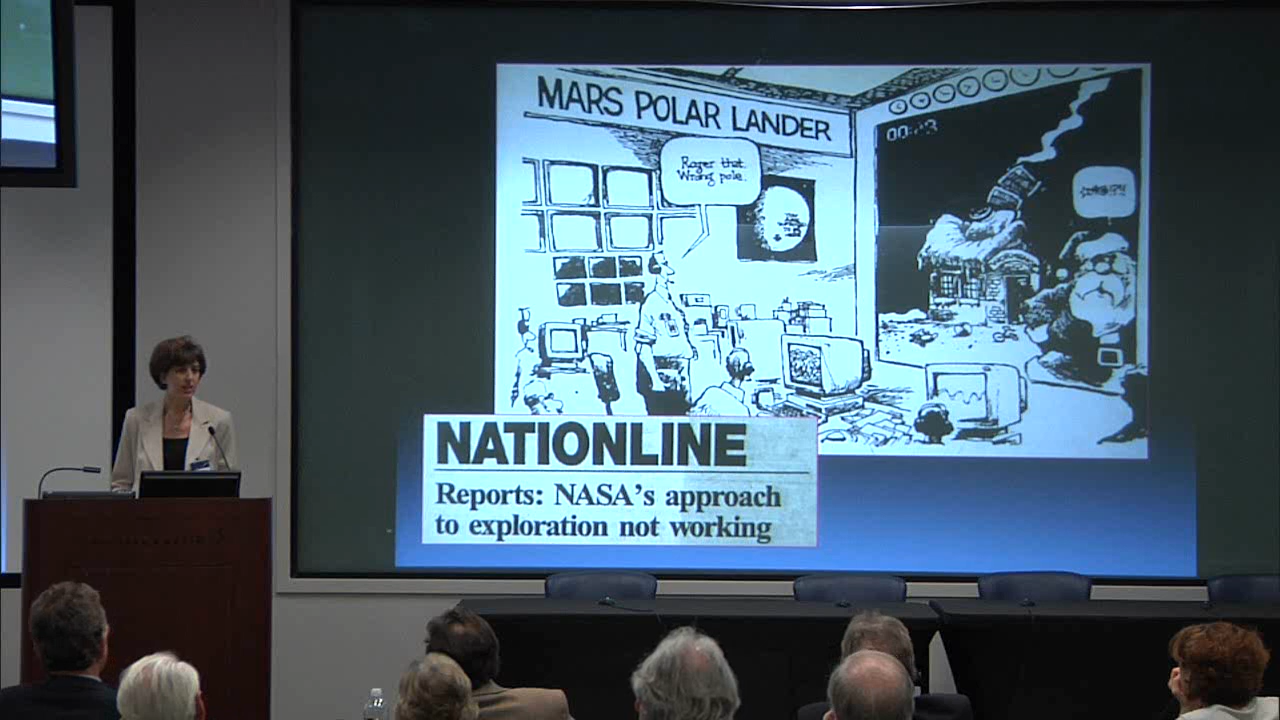 MARS POLAR LANDER
Roger that.
Wrong pole.
NATIONLINE
Reports: NASA's approach
to exploration not working